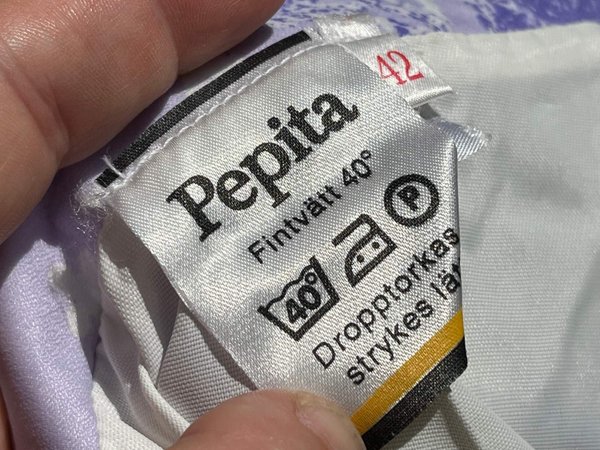 42
Pepita
Fintvätt 40°
40° P
Dropptorkas
strykes